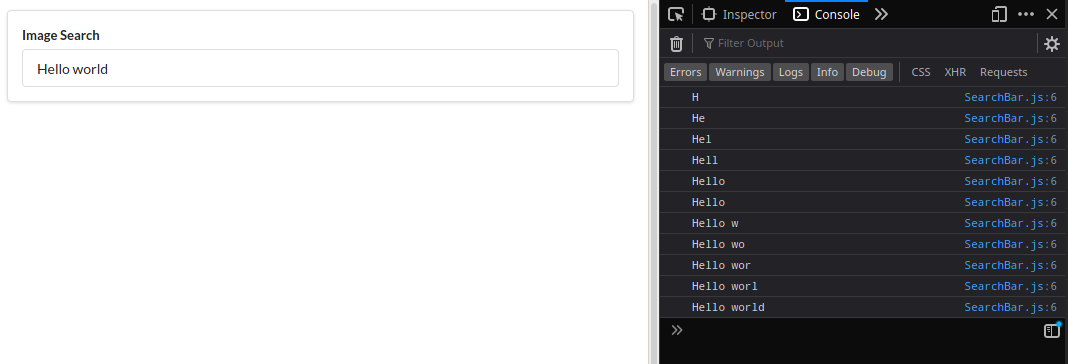 Image Search
Hello world
Inspector Console
Filter Output
Errors Warnings Logs Info Debug CSS XHR Requests
H SearchBar.js:6
He SearchBar.js:6
Hel SearchBar.js:6
Hell SearchBar.js:6
Hello SearchBar.js:6
Hello SearchBar.js:6
Hello w SearchBar.js:6
Hello wo SearchBar.js:6
Hello wor SearchBar.js:6
Hello worl SearchBar.js:6
Hello world SearchBar.js:6